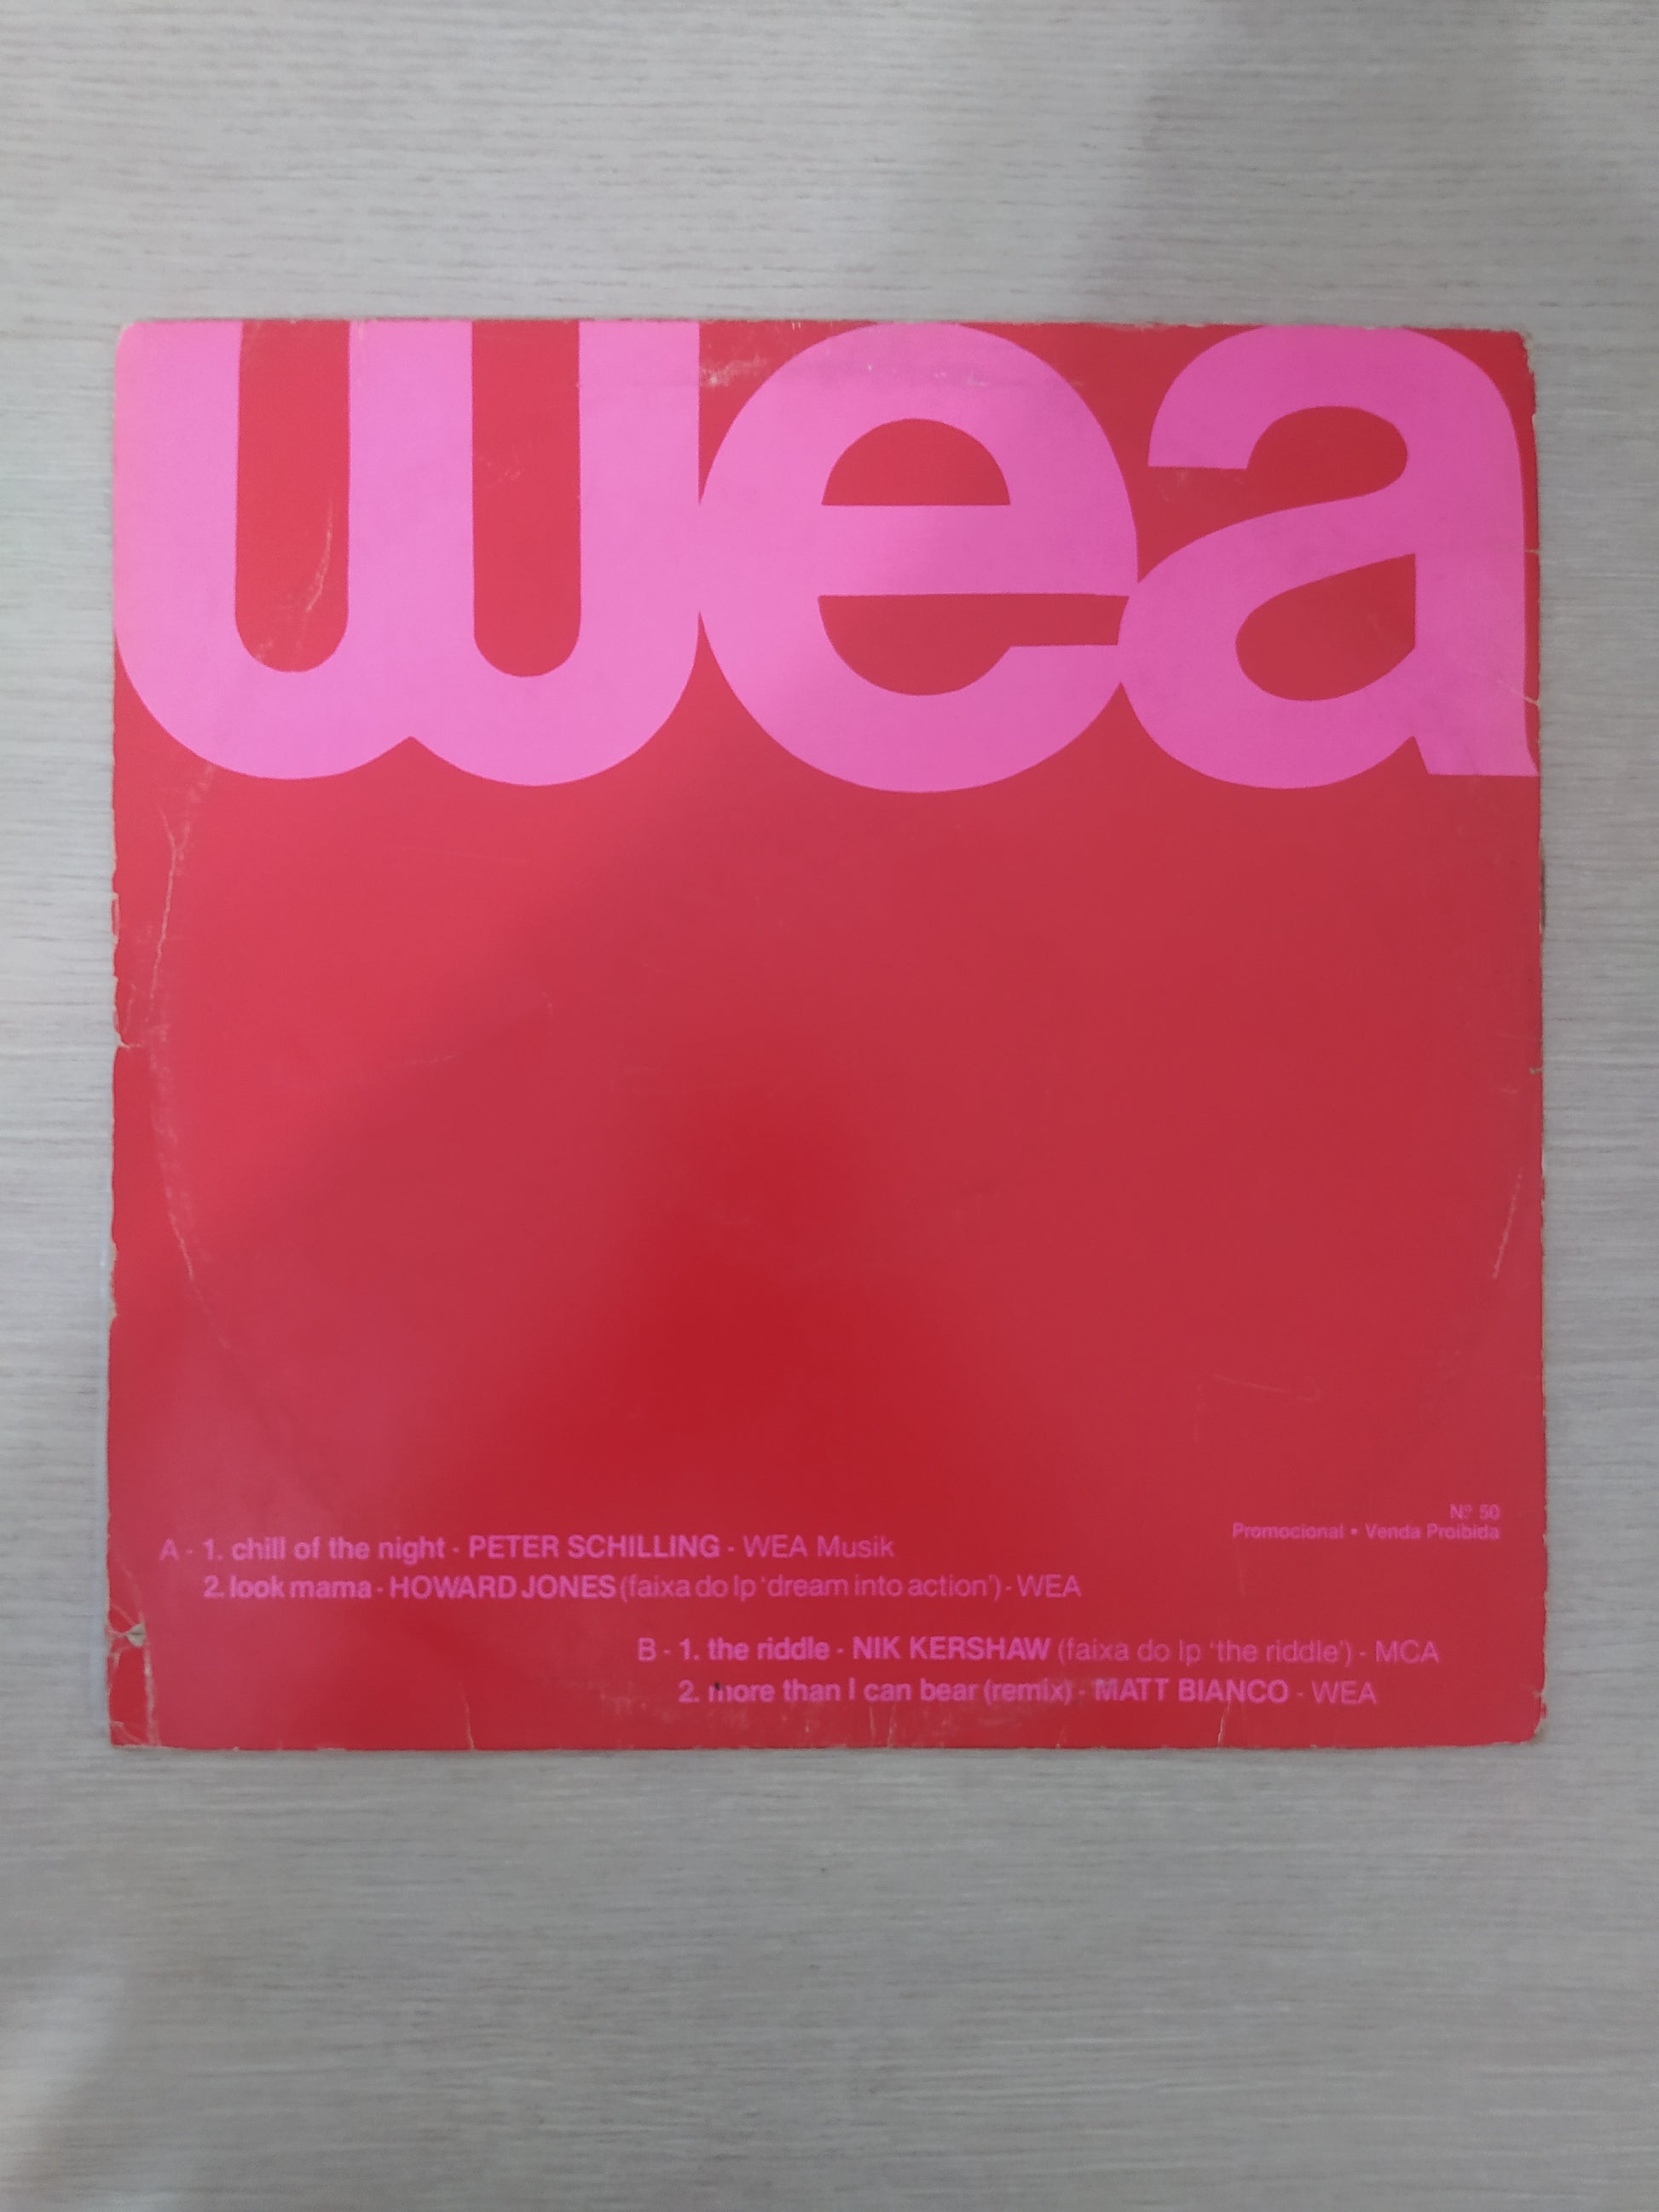 wea
Nº 50
Promocional • Venda Proibida
A - 1. chill of the night - PETER SCHILLING - WEA Musik
2. look mama - HOWARD JONES (faixa do lp ‘dream into action’) - WEA
B - 1. the riddle - NIK KERSHAW (faixa do lp ‘the riddle’) - MCA
2. more than I can bear (remix) - MATT BIANCO - WEA